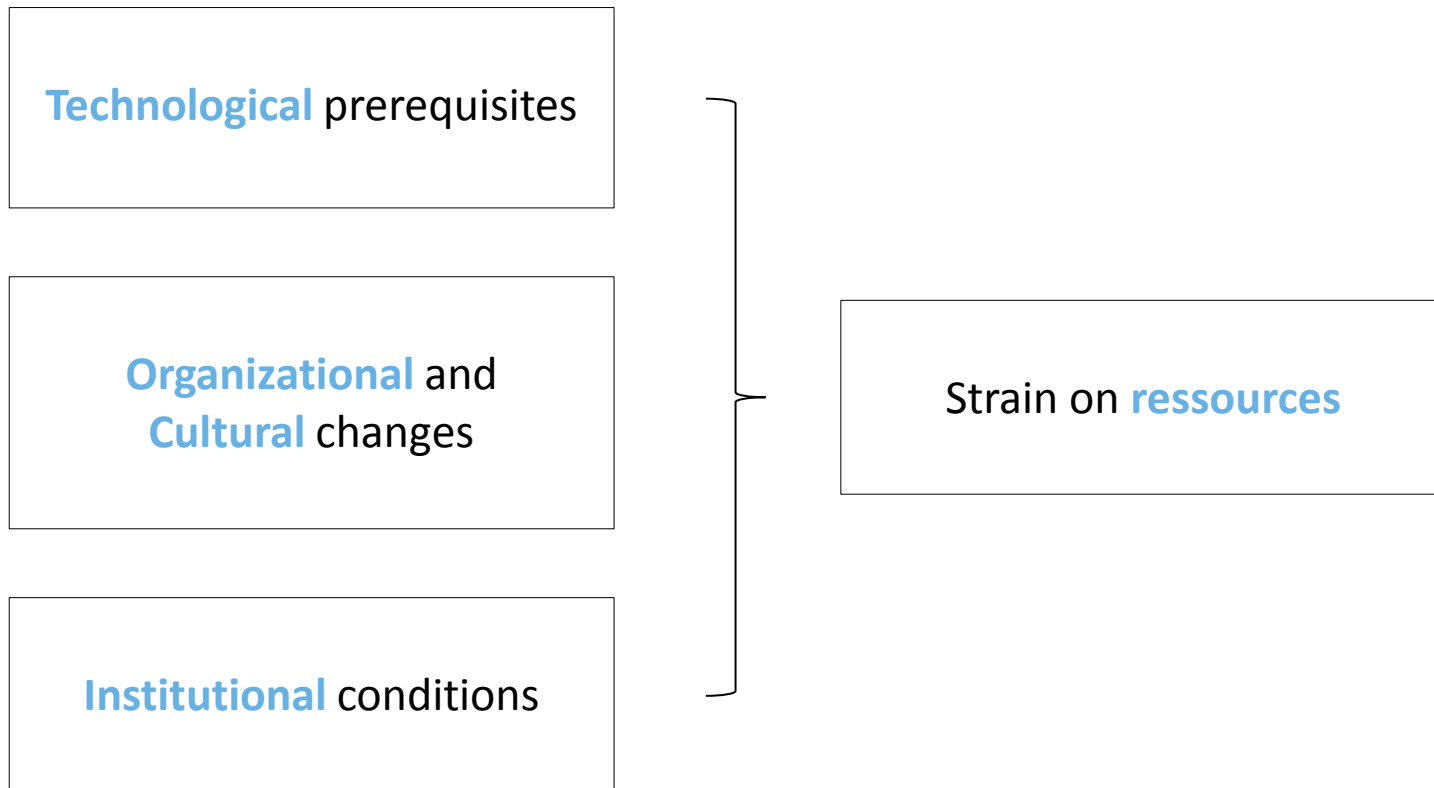 Technological prerequisites
Organizational and
Cultural changes
Institutional conditions
Strain on ressources